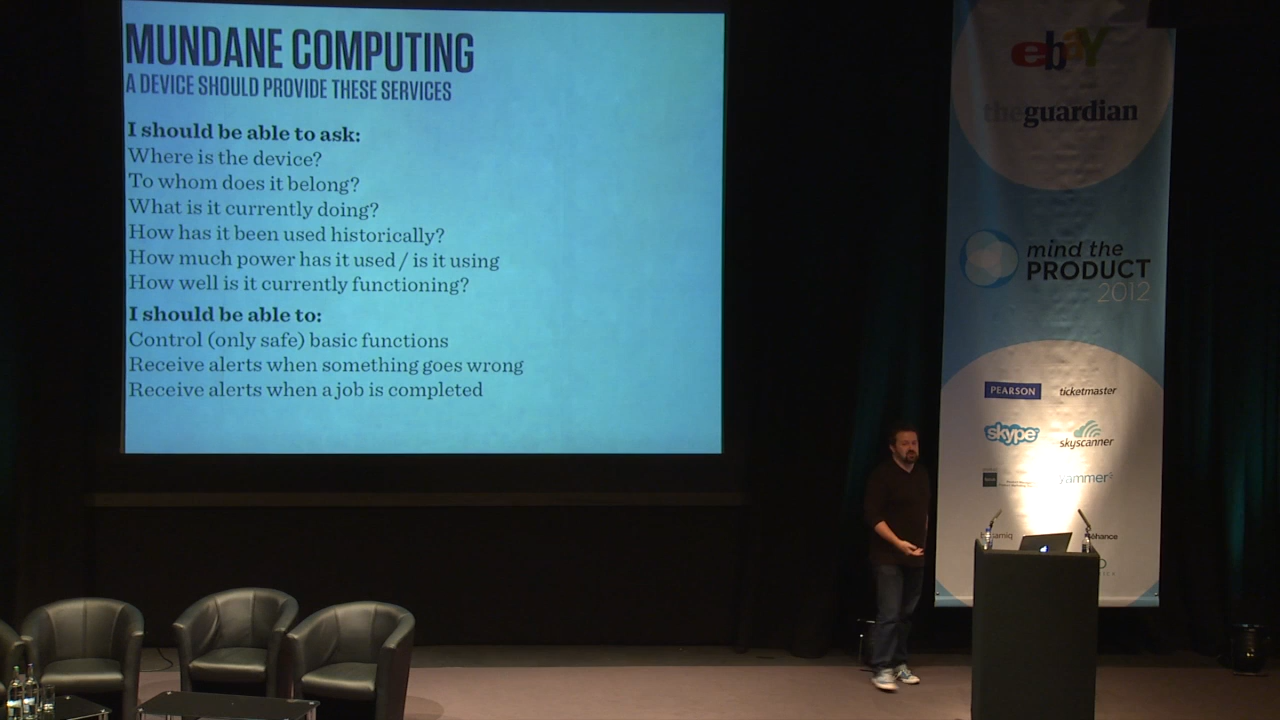 MUNDANE COMPUTING
A DEVICE SHOULD PROVIDE THESE SERVICES
I should be able to ask:
Where is the device?
To whom does it belong?
What is it currently doing?
How has it been used historically?
How much power has it used / is it using
How well is it currently functioning?
I should be able to:
Control (only safe) basic functions
Receive alerts when something goes wrong
Receive alerts when a job is completed
ebay
theguardian
mind the
PRODUCT
2012
PEARSON
ticketmaster
skype
skyscanner
yammer